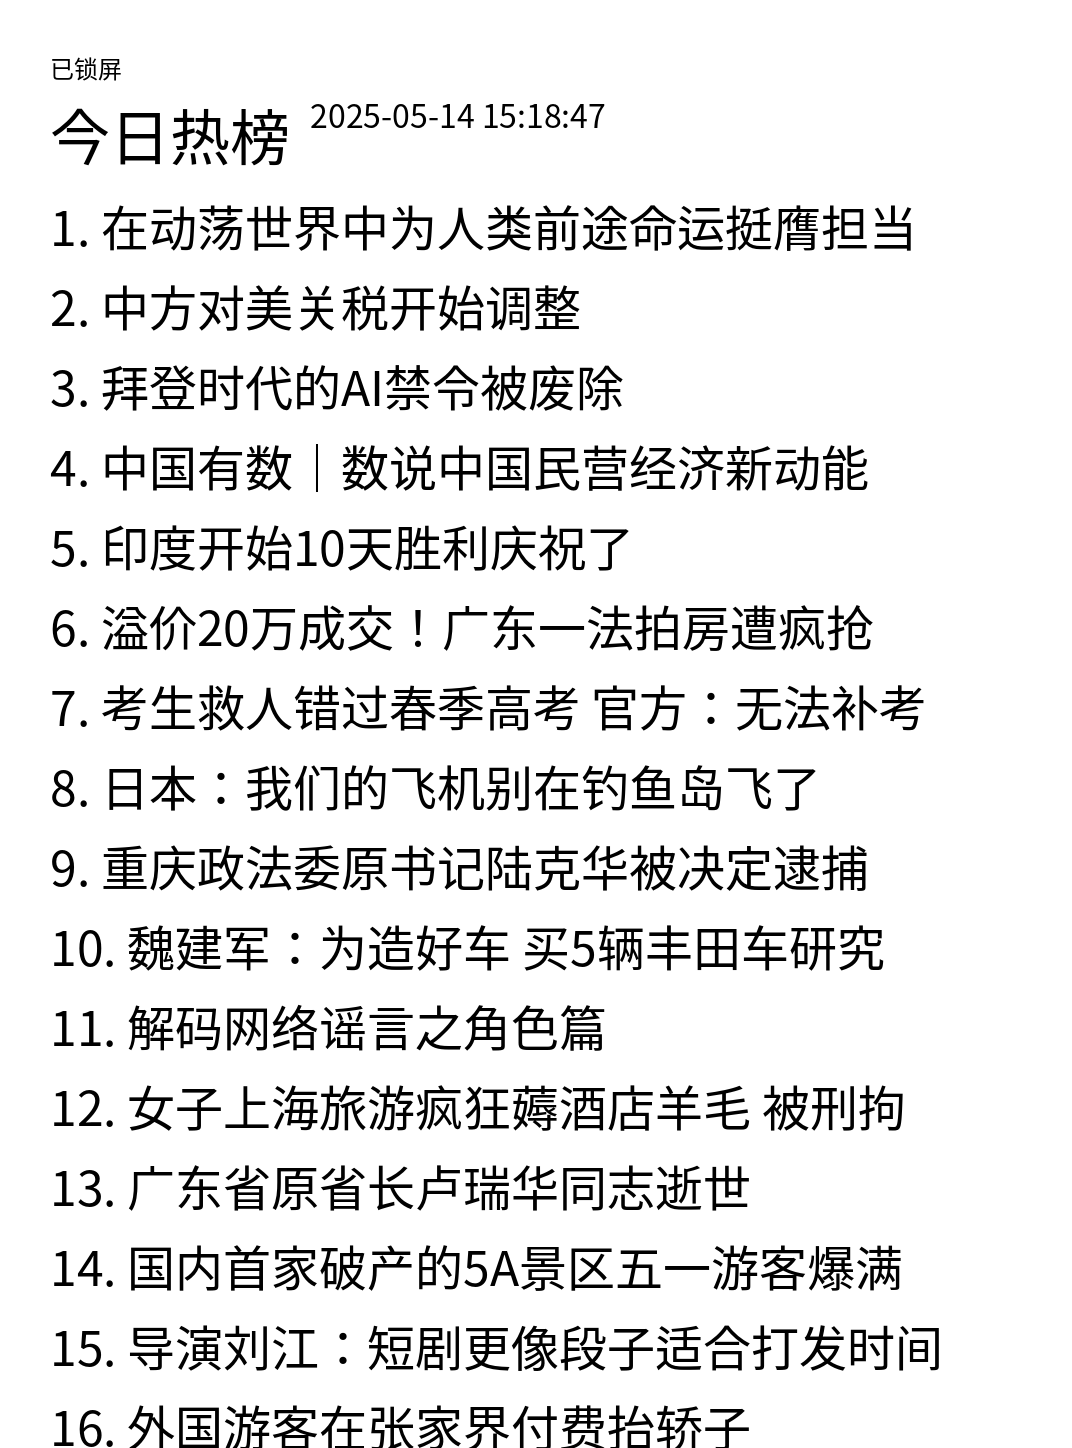 已锁屏
今日热榜 2025-05-14 15:18:47
1. 在动荡世界中为人类前途命运挺膺担当
2. 中方对美关税开始调整
3. 拜登时代的AI禁令被废除
4. 中国有数｜数说中国民营经济新动能
5. 印度开始10天胜利庆祝了
6. 溢价20万成交！广东一法拍房遭疯抢
7. 考生救人错过春季高考 官方：无法补考
8. 日本：我们的飞机别在钓鱼岛飞了
9. 重庆政法委原书记陆克华被决定逮捕
10. 魏建军：为造好车 买5辆丰田车研究
11. 解码网络谣言之角色篇
12. 女子上海旅游疯狂薅酒店羊毛 被刑拘
13. 广东省原省长卢瑞华同志逝世
14. 国内首家破产的5A景区五一游客爆满
15. 导演刘江：短剧更像段子适合打发时间
16. 外国游客在张家界付费抬轿子